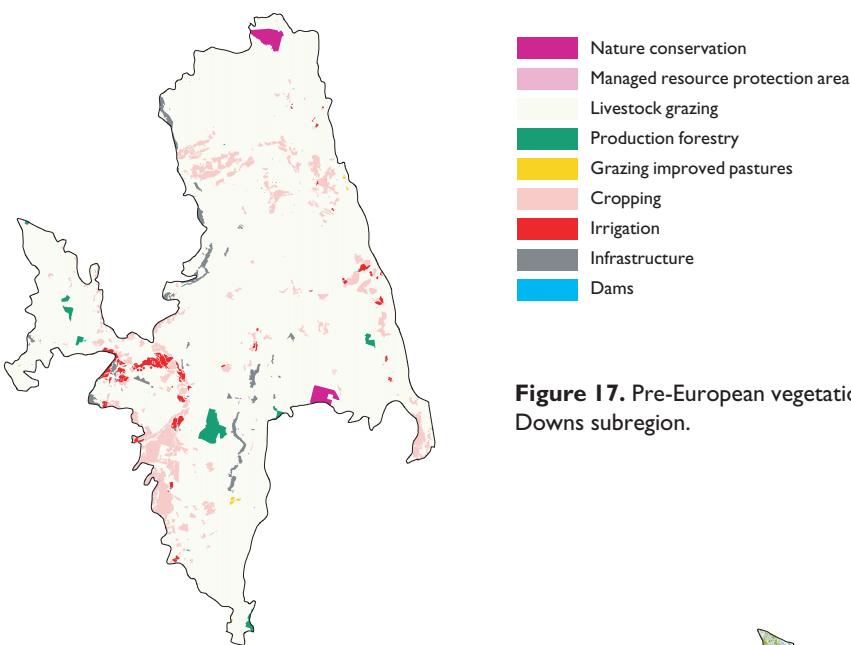 Nature conservation
Managed resource protection area
Livestock grazing
Production forestry
Grazing improved pastures
Cropping
Irrigation
Infrastructure
Dams
Figure 17. Pre-European
Downs subregion.